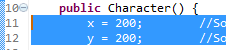 10 public Character() {
11 x = 200; //So
12 y = 200; //So